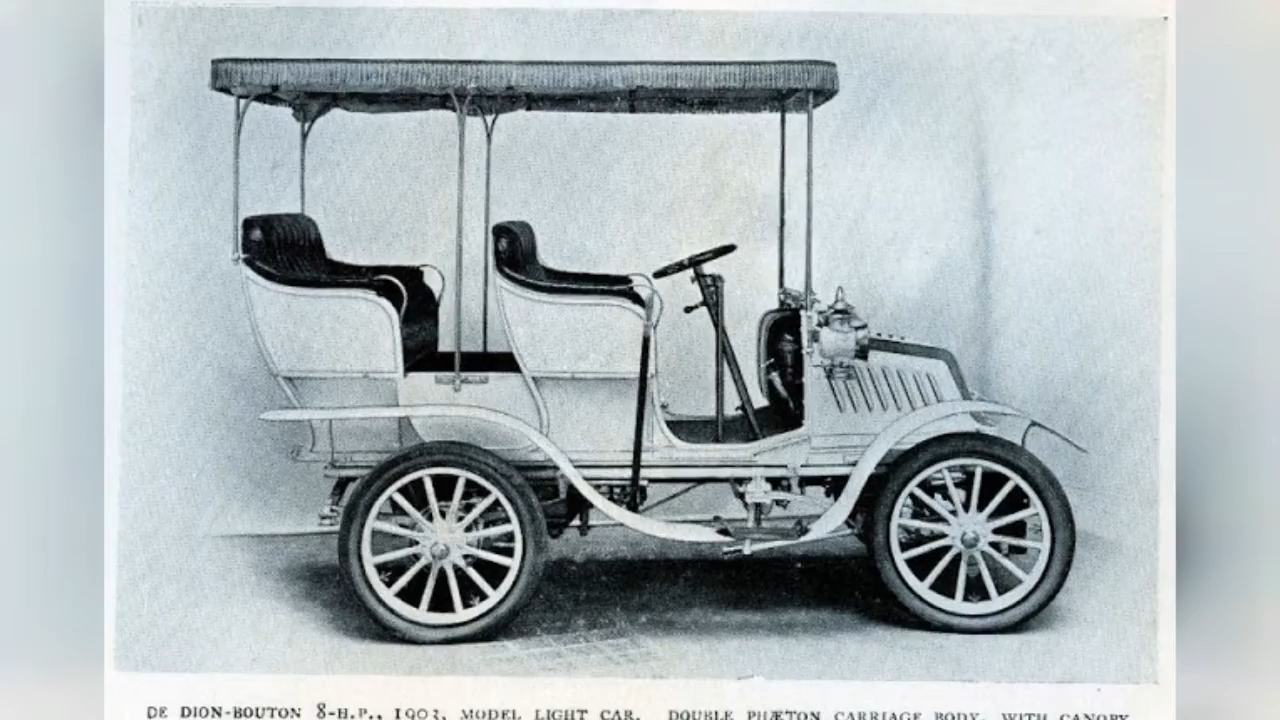 DE DION-BOUTON 8-H.P., 1903, MODEL LIGHT CAR. DOUBLE PHÆTON CARRIAGE BODY, WITH CANOPY